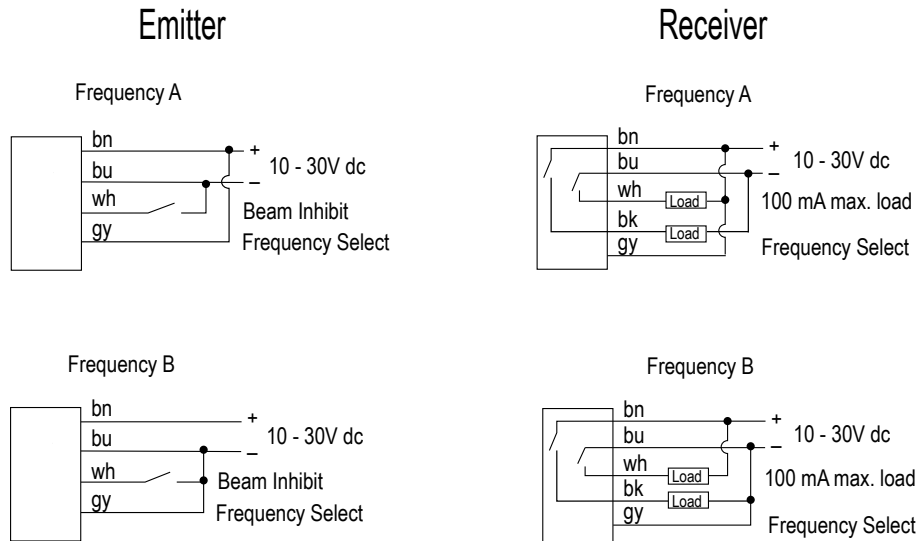 Emitter
Frequency A
bn
+
10 - 30V dc
bu
–
wh
Beam Inhibit
gy
Frequency Select
Frequency B
bn
+
10 - 30V dc
bu
–
wh
Beam Inhibit
gy
Frequency Select
Receiver
Frequency A
bn
+
10 - 30V dc
bu
–
wh
Load
100 mA max. load
bk
Load
gy
Frequency Select
Frequency B
bn
+
10 - 30V dc
bu
–
wh
Load
100 mA max. load
bk
Load
gy
Frequency Select